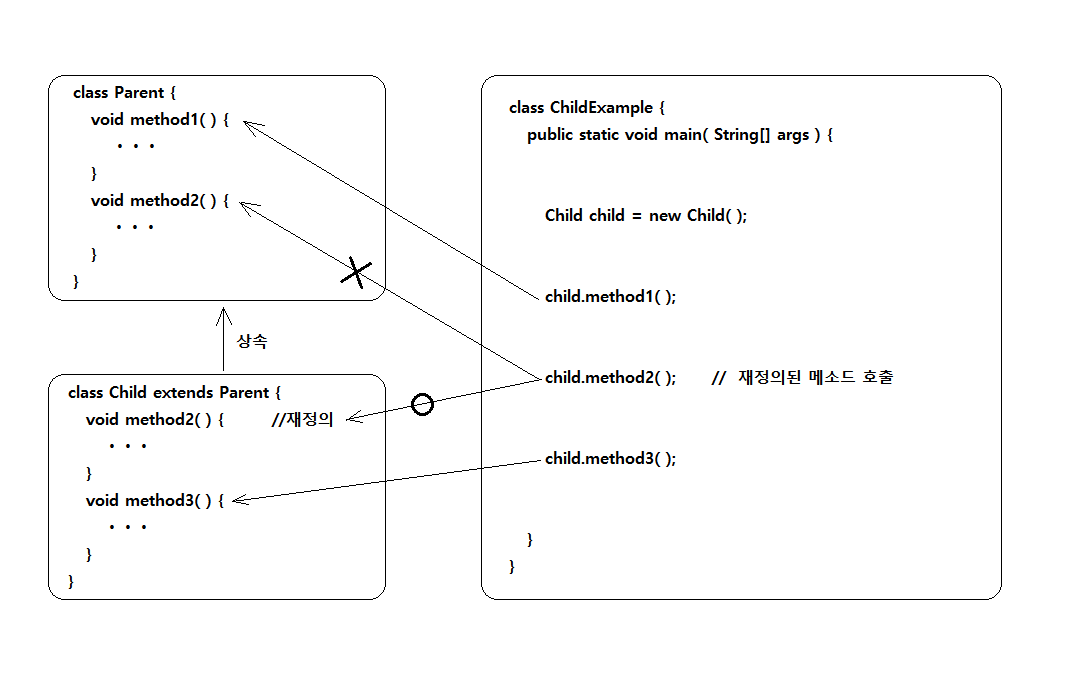 class Parent {
void method1( ) {
• • •
}
void method2( ) {
• • •
}
}
상속
class Child extends Parent {
void method2( ) { //재정의
• • •
}
void method3( ) {
• • •
}
}
class ChildExample {
public static void main( String[] args ) {
Child child = new Child( );
child.method1( );
child.method2( ); // 재정의된 메소드 호출
child.method3( );
}
}